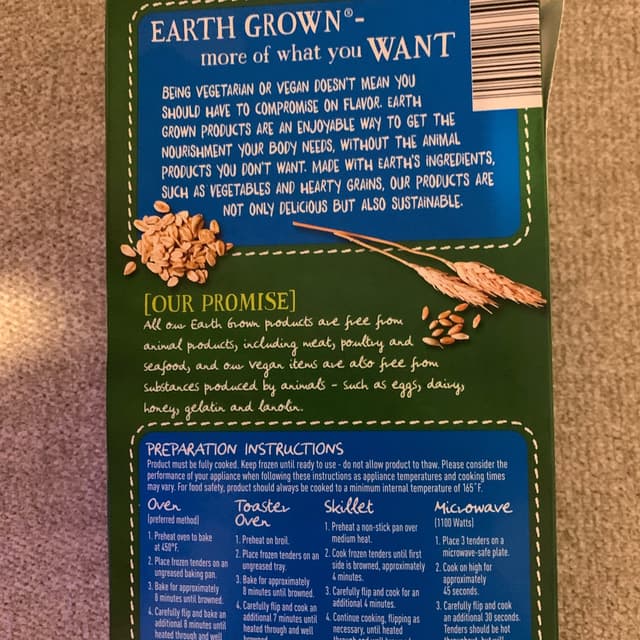 EARTH GROWN®-
more of what you WANT
BEING VEGETARIAN OR VEGAN DOESN'T MEAN YOU
SHOULD HAVE TO COMPROMISE ON FLAVOR. EARTH
GROWN PRODUCTS ARE AN ENJOYABLE WAY TO GET THE
NOURISHMENT YOUR BODY NEEDS, WITHOUT THE ANIMAL
PRODUCTS YOU DON'T WANT. MADE WITH EARTH'S INGREDIENTS,
SUCH AS VEGETABLES AND HEARTY GRAINS, OUR PRODUCTS ARE
NOT ONLY DELICIOUS BUT ALSO SUSTAINABLE.
[OUR PROMISE]
All our Earth Grown products are free from
animal products, including meat, poultry and
seafood, and our vegan items are also free from
substances produced by animals - such as eggs, dairy,
honey, gelatin and lanolin.
PREPARATION INSTRUCTIONS
Product must be fully cooked. Keep frozen until ready to use - do not allow product to thaw. Please consider the
performance of your appliance when following these instructions as appliance temperatures and cooking times
may vary. For food safety, product should always be cooked to a minimum internal temperature of 165°F.
Oven
(preferred method)
1. Preheat oven to bake
at 450°F.
2. Place frozen tenders on an
ungreased baking pan.
3. Bake for approximately
8 minutes until browned.
4. Carefully flip and bake an
additional 8 minutes until
heated through and well
Toaster
Oven
1. Preheat on broil.
2. Place frozen tenders on an
ungreased tray.
3. Bake for approximately
8 minutes until browned.
4. Carefully flip and cook an
additional 7 minutes until
heated through and well
browned.
Skillet
1. Preheat a non-stick pan over
medium heat.
2. Cook frozen tenders until first
side is browned, approximately
4 minutes.
3. Carefully flip and cook for an
additional 4 minutes.
4. Continue cooking, flipping as
necessary, until heated
through and well
Microwave
(1100 Watts)
1. Place 3 tenders on a
microwave-safe plate.
2. Cook on high for
approximately
45 seconds.
3. Carefully flip and cook
an additional 30 seconds.
Tenders should be hot
throughout, but will